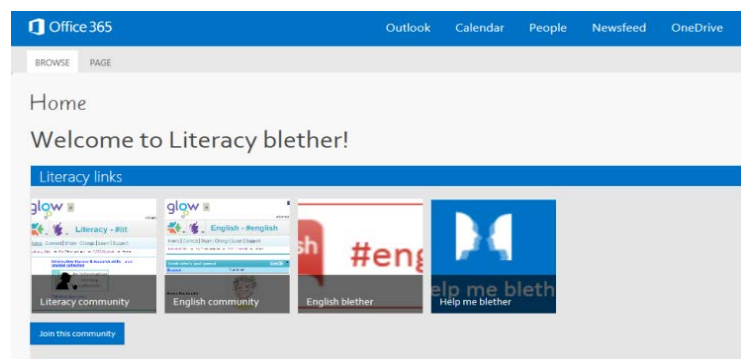 Office 365
Outlook Calendar People Newsfeed OneDrive
BROWSE PAGE
Home
Welcome to Literacy blether!
Literacy links
glow
Literacy - #lit
Literacy community
glow
English - #english
English community
sh #eng
English blether
elp me bleth
Help me blether
Join this community